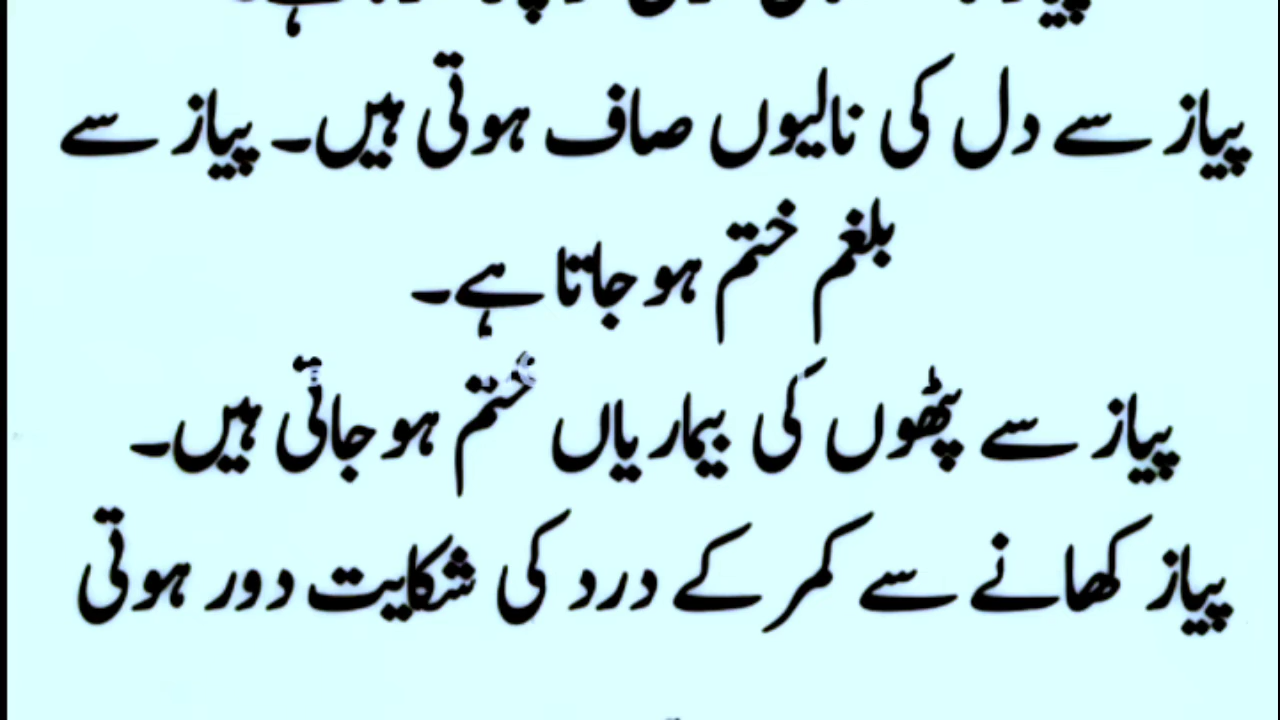 پیاز سے دل کی نالیوں صاف ہوتی ہیں۔ پیاز سے
بلغم ختم ہو جاتا ہے۔
پیاز سے پٹھوں کی بیماریاں ختم ہو جاتی ہیں۔
پیاز کھانے سے کمر کے درد کی شکایت دور ہوتی